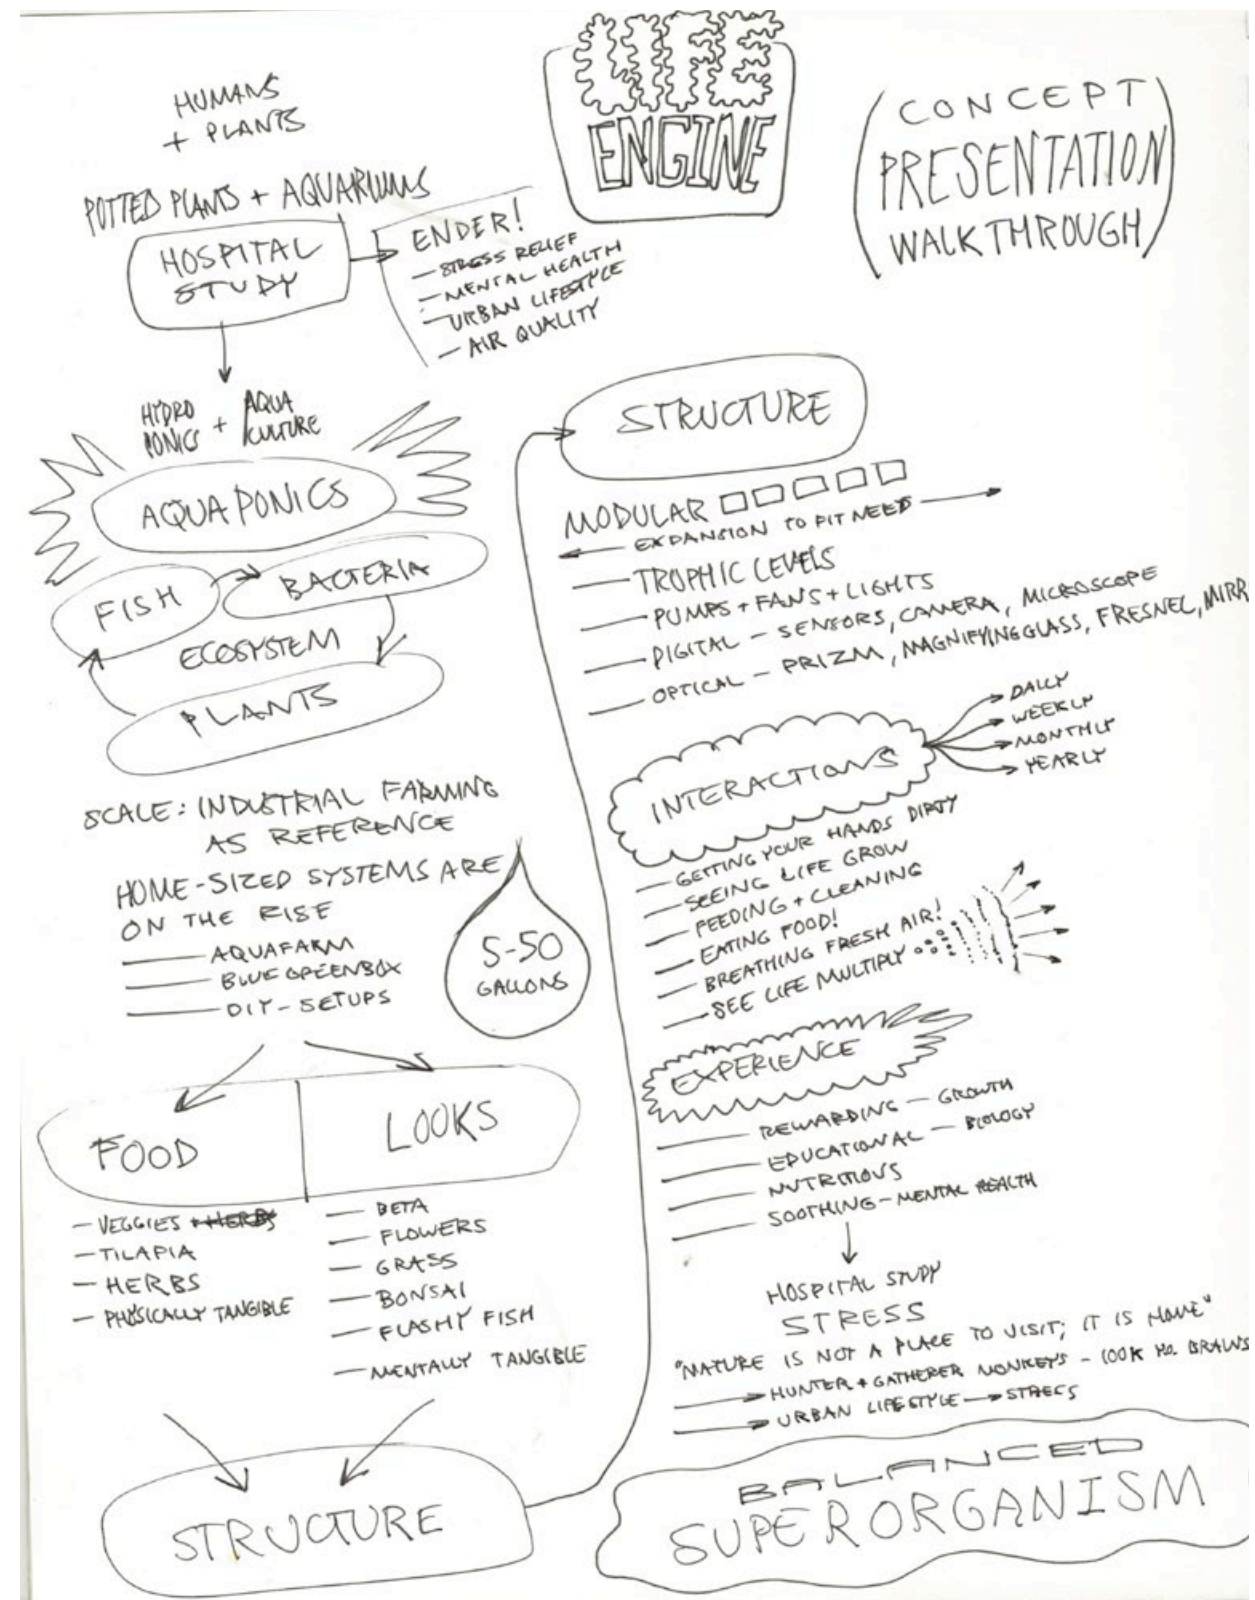 LIFE
ENGINE
(CONCEPT
PRESENTATION
WALKTHROUGH)
HUMANS
+ PLANTS
POTTED PLANTS + AQUARIUMS
HOSPITAL
STUDY
ENDER!
— STRESS RELIEF
— MENTAL HEALTH
— URBAN LIFESTYLE
— AIR QUALITY
HYDRO
PONICS + AQUA
CULTURE
AQUAPONICS
FISH
BACTERIA
ECOSYSTEM
PLANTS
SCALE: INDUSTRIAL FARMING
AS REFERENCE
HOME-SIZED SYSTEMS ARE
ON THE RISE
— AQUAFARM
— BLUE GREENBOX
— DIY-SETUPS
5-50
GALLONS
FOOD
— VEGGIES + HERBS
— TILAPIA
— HERBS
— PHYSICALLY TANGIBLE
LOOKS
— BETA
— FLOWERS
— GRASS
— BONSAI
— FLASHY FISH
— MENTALLY TANGIBLE
STRUCTURE
STRUCTURE
MODULAR
EXPANSION TO FIT NEED
— TROPHIC LEVELS
— PUMPS + FANS + LIGHTS
— DIGITAL — SENSORS, CAMERA, MICROSCOPE
— OPTICAL — PRIZM, MAGNIFYINGGLASS, FRESNEL, MIRR
INTERACTIONS
DAILY
WEEKLY
MONTHLY
YEARLY
— GETTING YOUR HANDS DIRTY
— SEEING LIFE GROW
— FEEDING + CLEANING
— EATING FOOD!
— BREATHING FRESH AIR!
— SEE LIFE MULTIPLY
EXPERIENCE
— REWARDING — GROWTH
— EDUCATIONAL — BIOLOGY
— NUTRITIOUS
— SOOTHING — MENTAL HEALTH
HOSPITAL STUDY
STRESS
"NATURE IS NOT A PLACE TO VISIT; IT IS HOME"
HUNTER + GATHERER MONKEYS - 100K YO. BRAINS
URBAN LIFESTYLE → STRESS
BALANCED
SUPERORGANISM